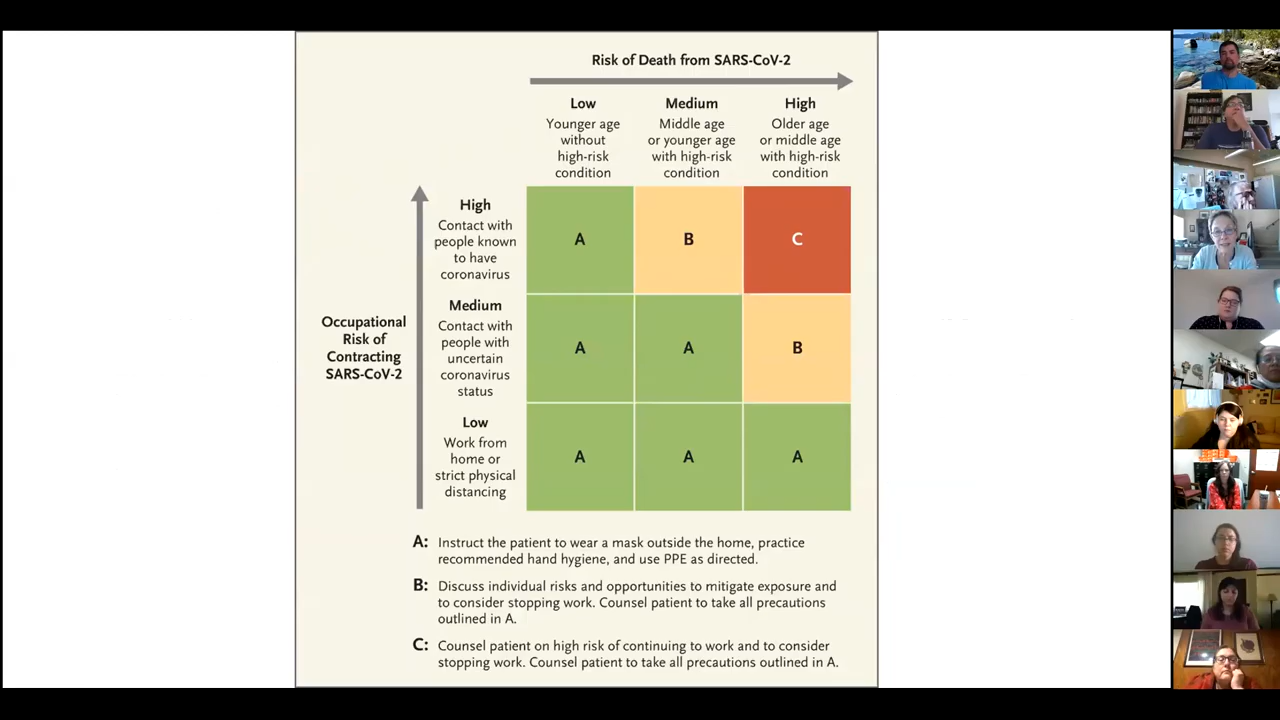 Risk of Death from SARS-CoV-2
Low
Younger age
without
high-risk
condition
Medium
Middle age
or younger age
with high-risk
condition
High
Older age
or middle age
with high-risk
condition
Occupational
Risk of
Contracting
SARS-CoV-2
High
Contact with
people known
to have
coronavirus
A
B
C
Medium
Contact with
people with
uncertain
coronavirus
status
A
A
B
Low
Work from
home or
strict physical
distancing
A
A
A
A: Instruct the patient to wear a mask outside the home, practice
recommended hand hygiene, and use PPE as directed.
B: Discuss individual risks and opportunities to mitigate exposure and
to consider stopping work. Counsel patient to take all precautions
outlined in A.
C: Counsel patient on high risk of continuing to work and to consider
stopping work. Counsel patient to take all precautions outlined in A.